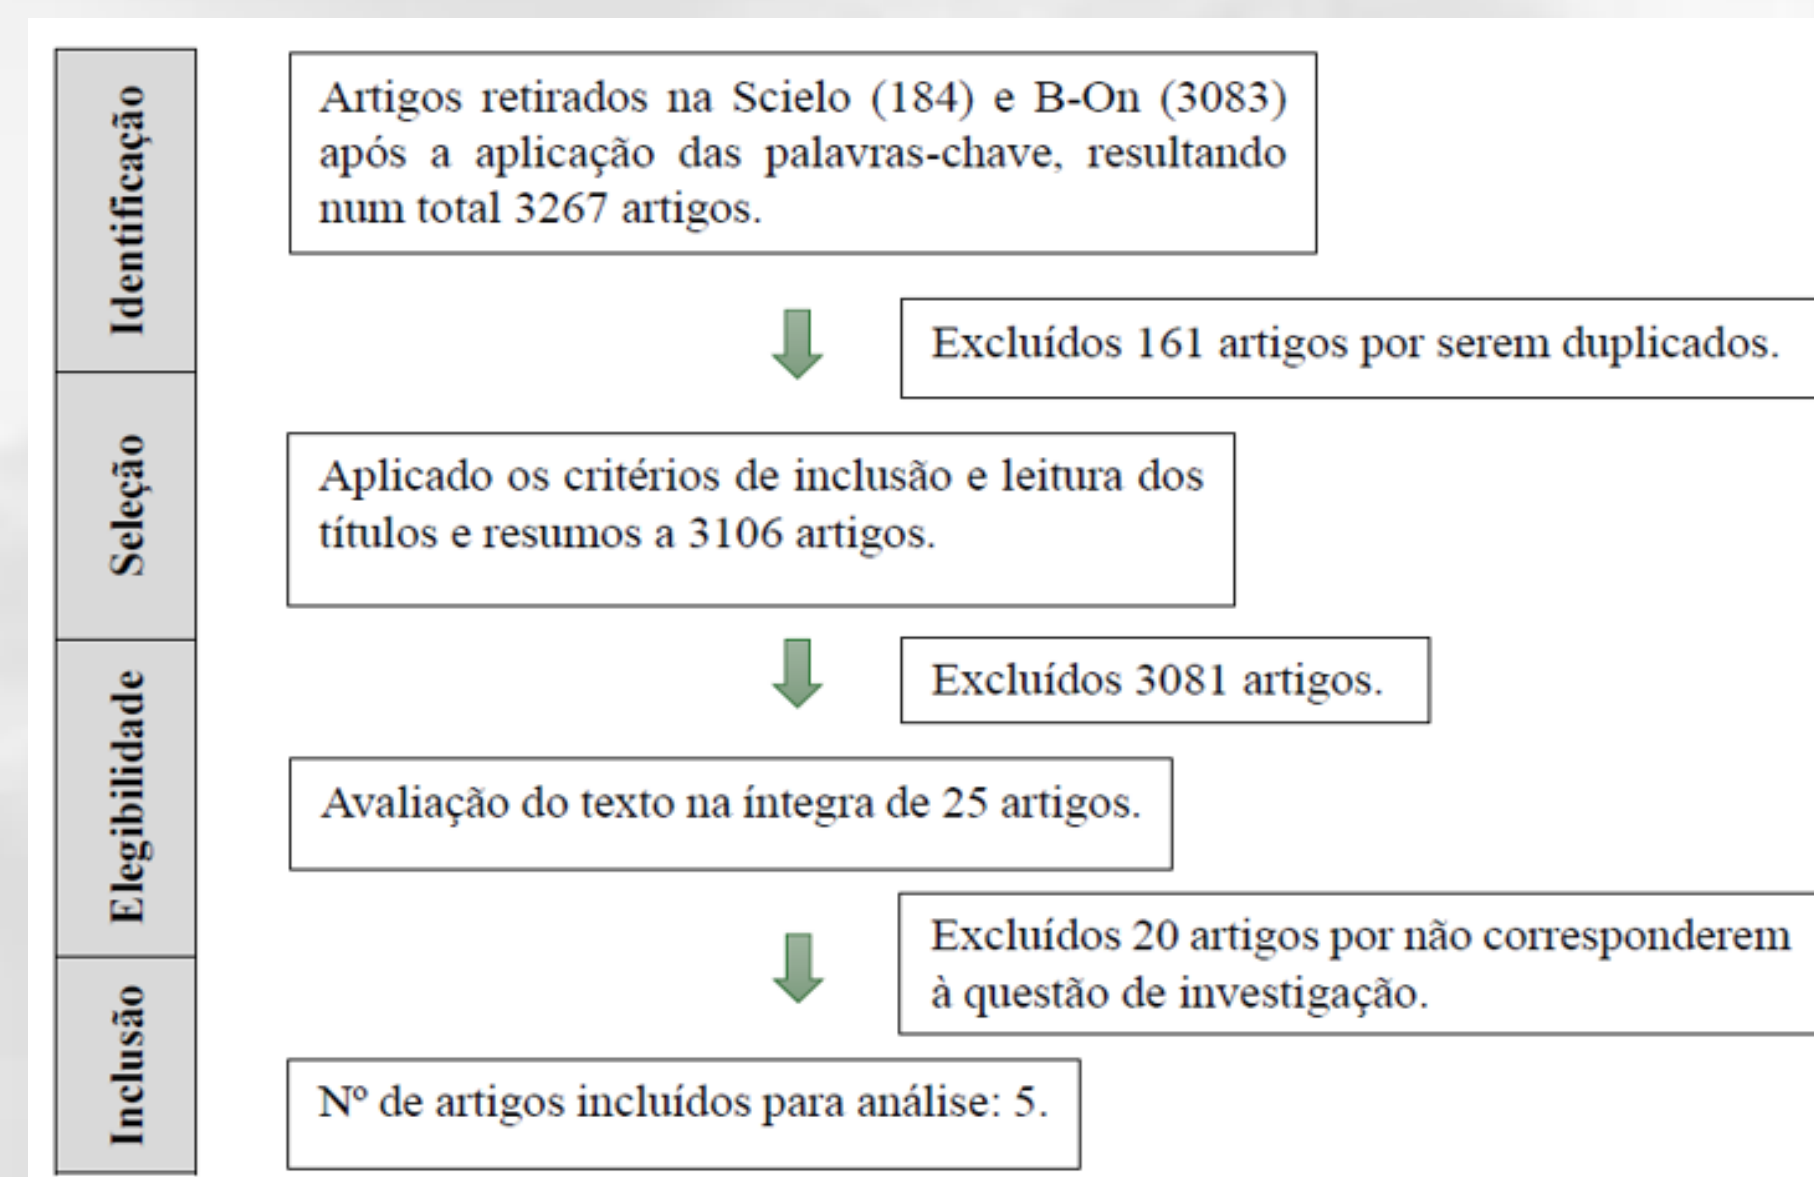 Identificação
Artigos retirados na Scielo (184) e B-On (3083)
após a aplicação das palavras-chave, resultando
num total 3267 artigos.
Excluídos 161 artigos por serem duplicados.
Seleção
Aplicado os critérios de inclusão e leitura dos
títulos e resumos a 3106 artigos.
Excluídos 3081 artigos.
Elegibilidade
Avaliação do texto na íntegra de 25 artigos.
Excluídos 20 artigos por não corresponderem
à questão de investigação.
Inclusão
Nº de artigos incluídos para análise: 5.